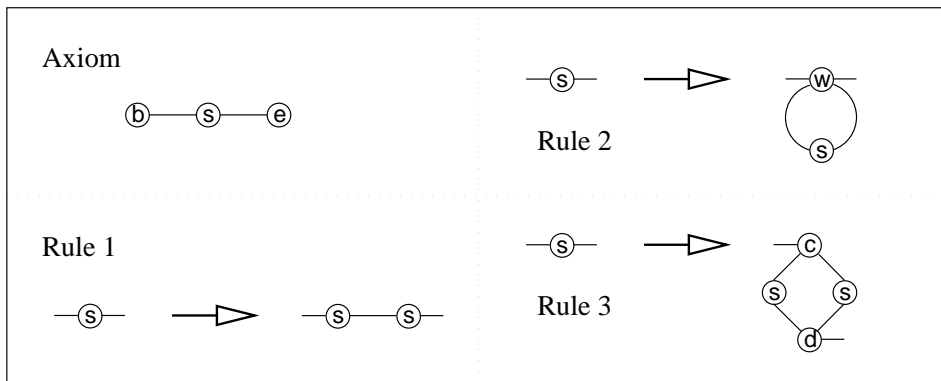 Axiom
b s e
s w
s
Rule 2
Rule 1
s s s
s c
s s
d
Rule 3